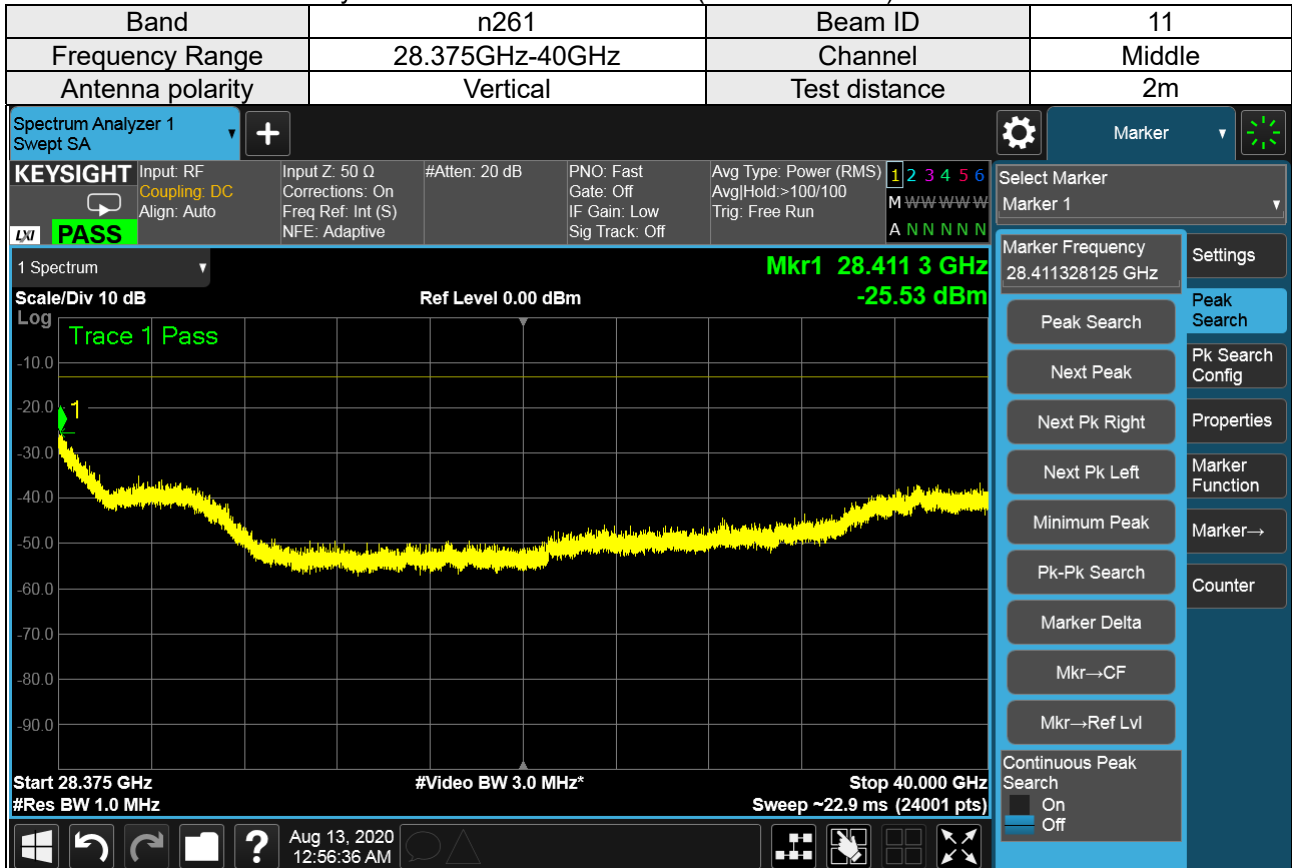 Band n261 Beam ID 11
Frequency Range 28.375GHz-40GHz Channel Middle
Antenna polarity Vertical Test distance 2m
Spectrum Analyzer 1
Swept SA
+
Marker
KEYSIGHT
LXI PASS
Input: RF
Coupling: DC
Align: Auto
Input Z: 50 Ω
Corrections: On
Freq Ref: Int (S)
NFE: Adaptive
#Atten: 20 dB
PNO: Fast
Gate: Off
IF Gain: Low
Sig Track: Off
Avg Type: Power (RMS)
Avg|Hold:>100/100
Trig: Free Run
1 2 3 4 5 6
M W W W W W
A N N N N N
Select Marker
Marker 1
1 Spectrum
Mkr1 28.411 3 GHz
Scale/Div 10 dB
Ref Level 0.00 dBm
-25.53 dBm
Log
Trace 1 Pass
-10.0
-20.0
1
-30.0
-40.0
-50.0
-60.0
-70.0
-80.0
-90.0
Start 28.375 GHz
#Video BW 3.0 MHz*
Stop 40.000 GHz
#Res BW 1.0 MHz
Sweep ~22.9 ms (24001 pts)
Marker Frequency
28.411328125 GHz
Peak Search
Next Peak
Next Pk Right
Next Pk Left
Minimum Peak
Pk-Pk Search
Marker Delta
Mkr→CF
Mkr→Ref Lvl
Continuous Peak
Search
On
Off
Settings
Peak
Search
Pk Search
Config
Properties
Marker
Function
Marker→
Counter
?
Aug 13, 2020
12:56:36 AM